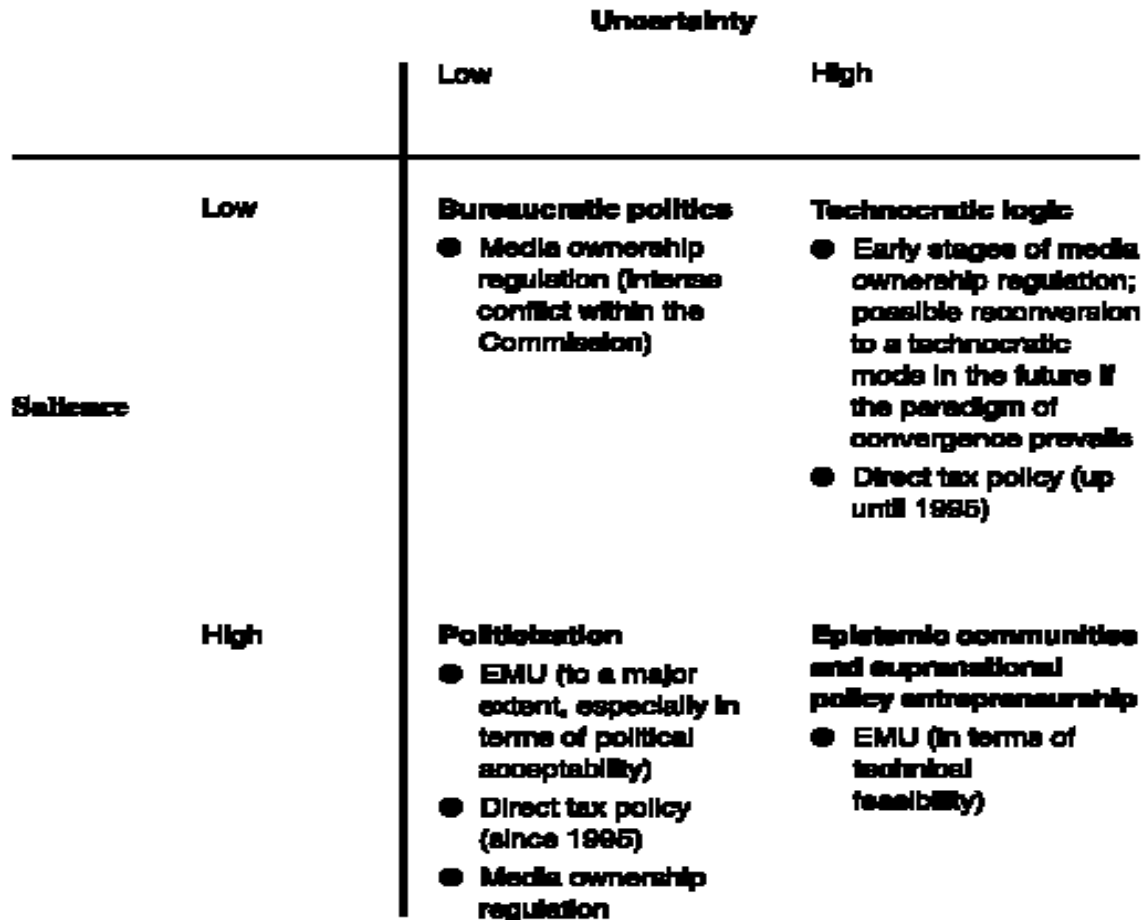 Uncertainty
Low
High
Low
Bureaucratic politics
● Media ownership
regulation (intense
conflict within the
Commission)
Technocratic logic
● Early stages of media
ownership regulation;
possible reconversion
to a technocratic
mode in the future if
the paradigm of
convergence prevails
● Direct tax policy (up
until 1995)
Salience
High
Politicization
● EMU (to a major
extent, especially in
terms of political
acceptability)
● Direct tax policy
(since 1995)
● Media ownership
regulation
Epistemic communities
and supranational
policy entrepreneurship
● EMU (in terms of
technical
feasibility)